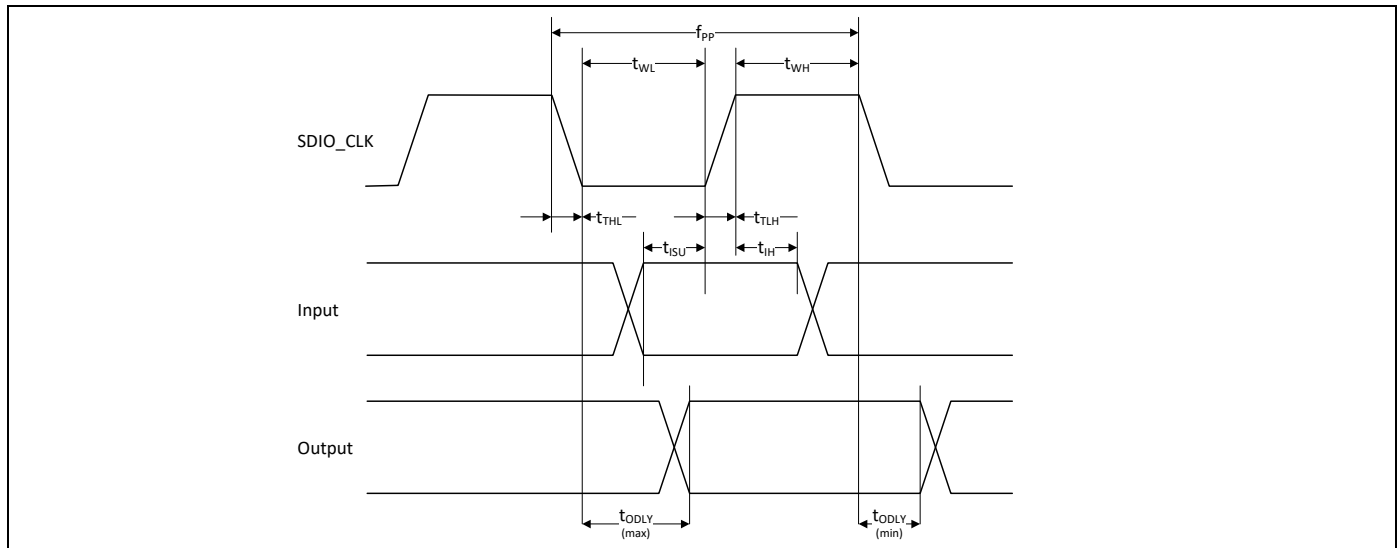 fPP
tWL
tWH
SDIO_CLK
tTHL
tTLH
tISU
tIH
Input
Output
tODLY
(max)
tODLY
(min)